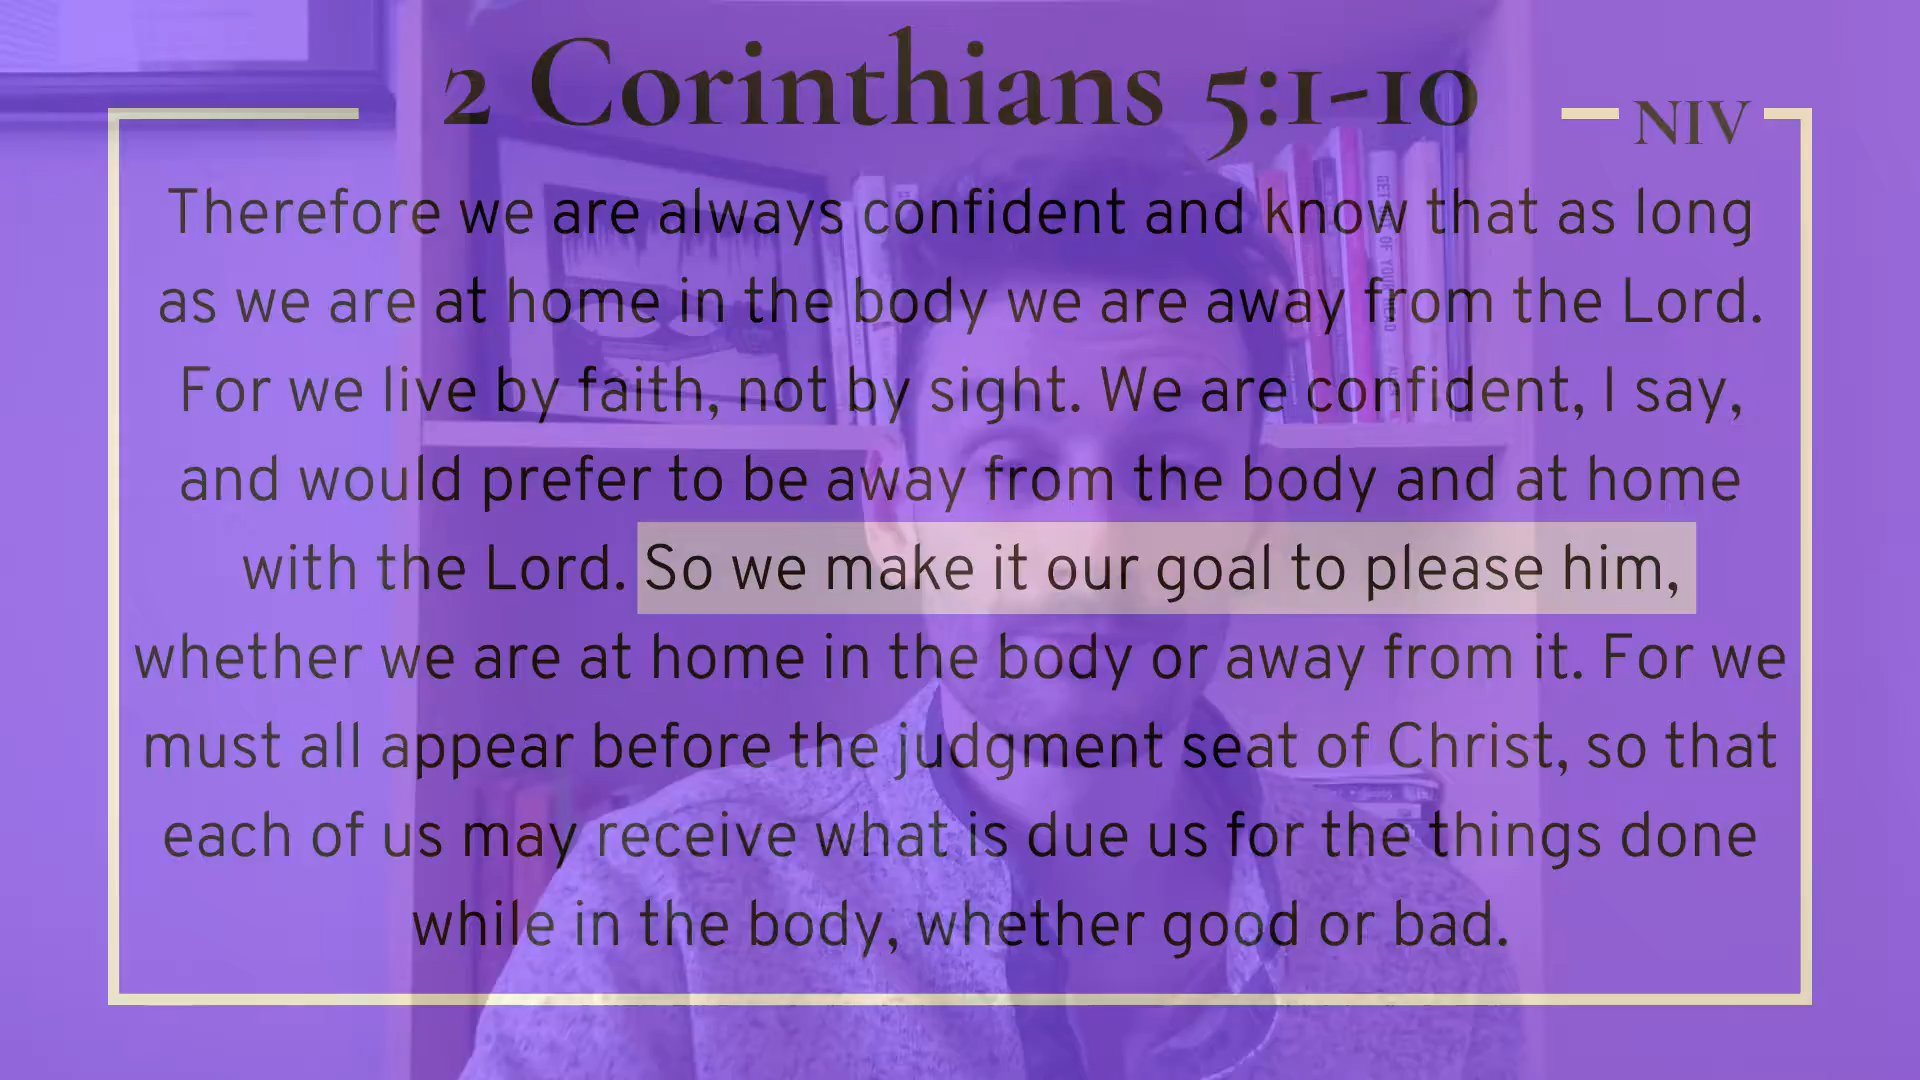 2 Corinthians 5:1-10
NIV
Therefore we are always confident and know that as long
as we are at home in the body we are away from the Lord.
For we live by faith, not by sight. We are confident, I say,
and would prefer to be away from the body and at home
with the Lord. So we make it our goal to please him,
whether we are at home in the body or away from it. For we
must all appear before the judgment seat of Christ, so that
each of us may receive what is due us for the things done
while in the body, whether good or bad.